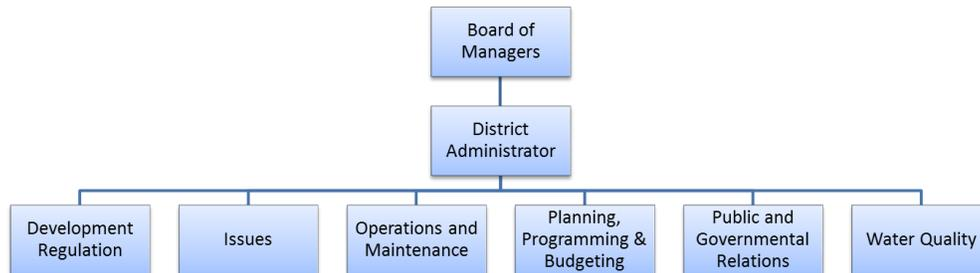 Board of
Managers
District
Administrator
Development
Regulation
Issues
Operations and
Maintenance
Planning,
Programming &
Budgeting
Public and
Governmental
Relations
Water Quality